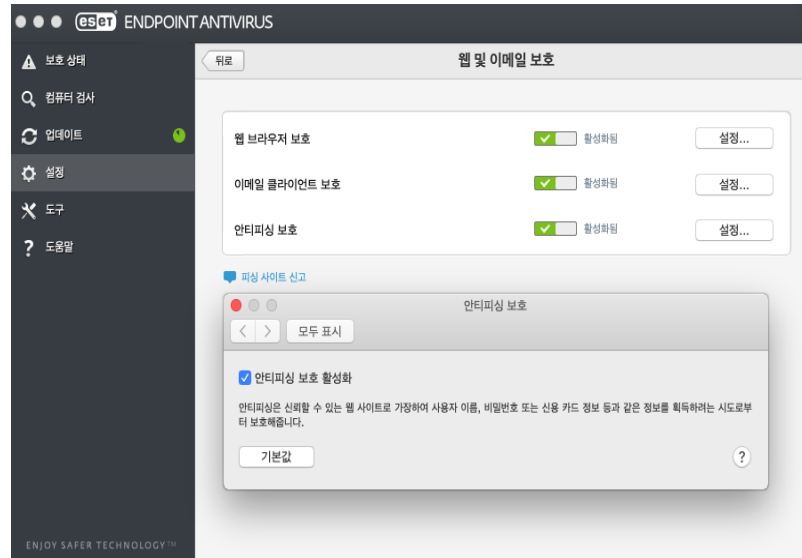 eset ENDPOINT ANTIVIRUS
보호 상태
컴퓨터 검사
업데이트
설정
도구
도움말
뒤로
웹 및 이메일 보호
웹 브라우저 보호 활성화됨 설정...
이메일 클라이언트 보호 활성화됨 설정...
안티피싱 보호 활성화됨 설정...
피싱 사이트 신고
안티피싱 보호
모두 표시
안티피싱 보호 활성화
안티피싱은 신뢰할 수 있는 웹 사이트로 가장하여 사용자 이름, 비밀번호 또는 신용 카드 정보 등과 같은 정보를 획득하려는 시도로부
터 보호해줍니다.
기본값
?
ENJOY SAFER TECHNOLOGY™